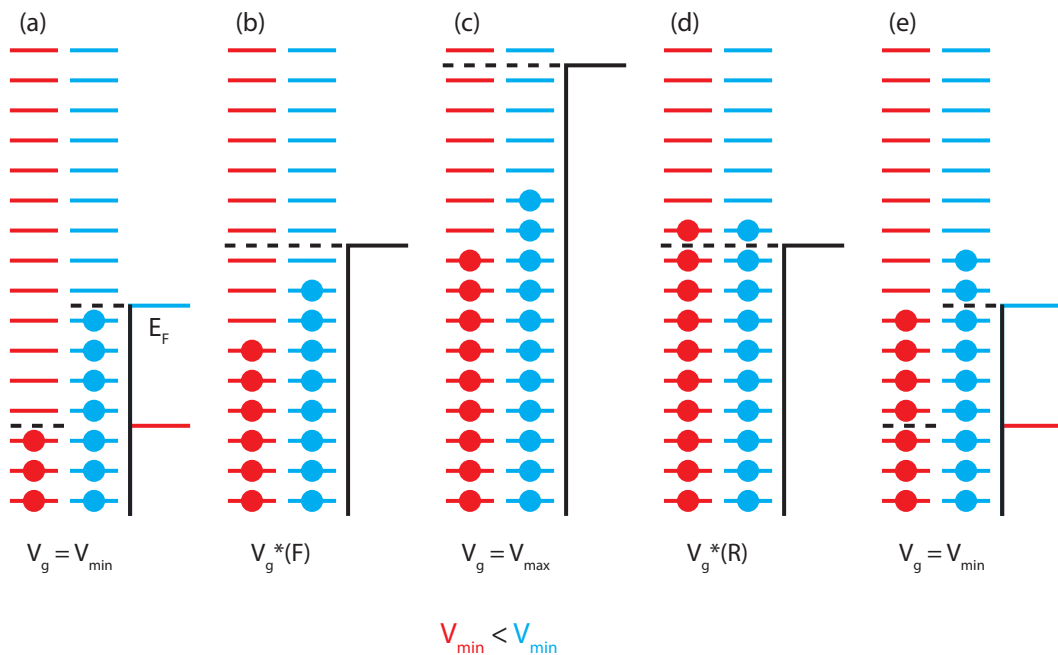 (a) (b) (c) (d) (e)
E_F
V_g = V_min V_g*(F) V_g = V_max V_g*(R) V_g = V_min
V_min < V_min